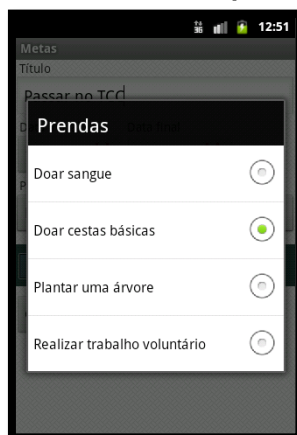 3G 12:51
Metas
Título
Passar no TCC
Prendas
Doar sangue
Doar cestas básicas
Plantar uma árvore
Realizar trabalho voluntário